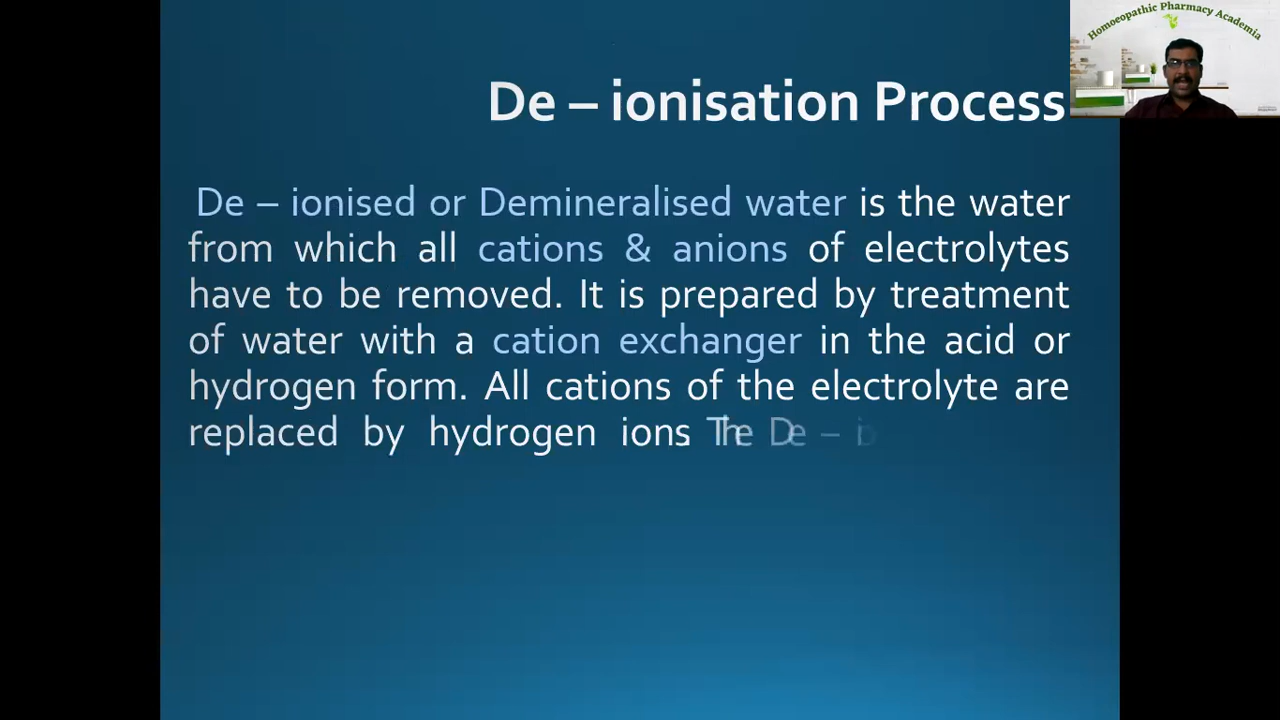 Homoeopathic Pharmacy Academia
De – ionisation Process
De – ionised or Demineralised water is the water
from which all cations & anions of electrolytes
have to be removed. It is prepared by treatment
of water with a cation exchanger in the acid or
hydrogen form. All cations of the electrolyte are
replaced by hydrogen ions. The De –